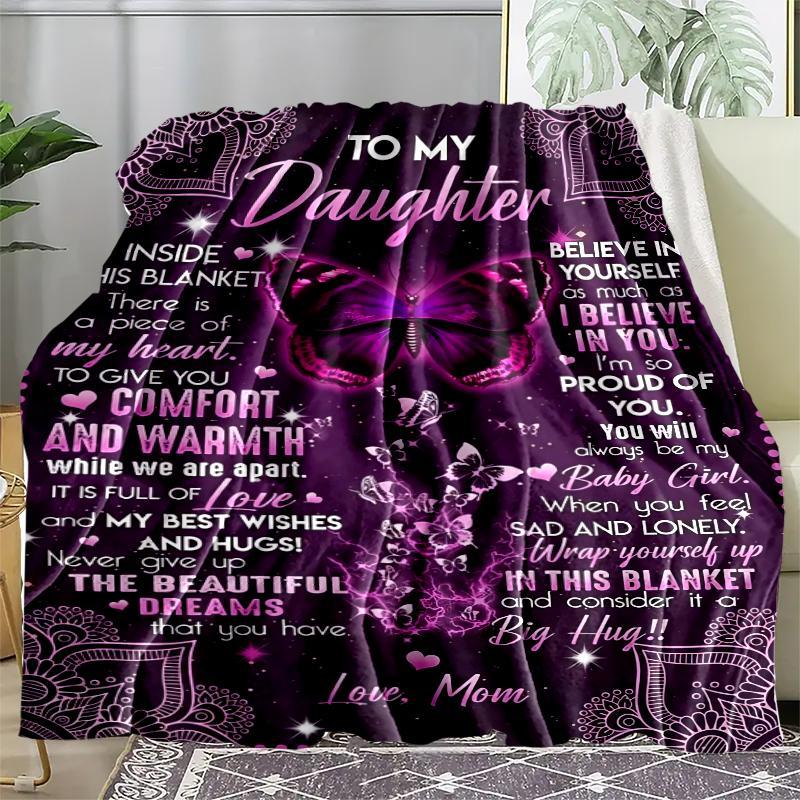 TO MY
Daughter
INSIDE
HIS BLANKET
There is
a piece of
my heart.
TO GIVE YOU
COMFORT
AND WARMTH
while we are apart.
IT IS FULL OF Love
and MY BEST WISHES
AND HUGS!
Never give up
THE BEAUTIFUL
DREAMS
that you have.
BELIEVE IN
YOURSELF
as much as
I BELIEVE
IN YOU.
I'm so
PROUD OF
YOU.
You will
always be my
Baby Girl.
When you feel
SAD AND LONELY.
Wrap yourself up
IN THIS BLANKET
and consider it a
Big Hug!!
Love, Mom